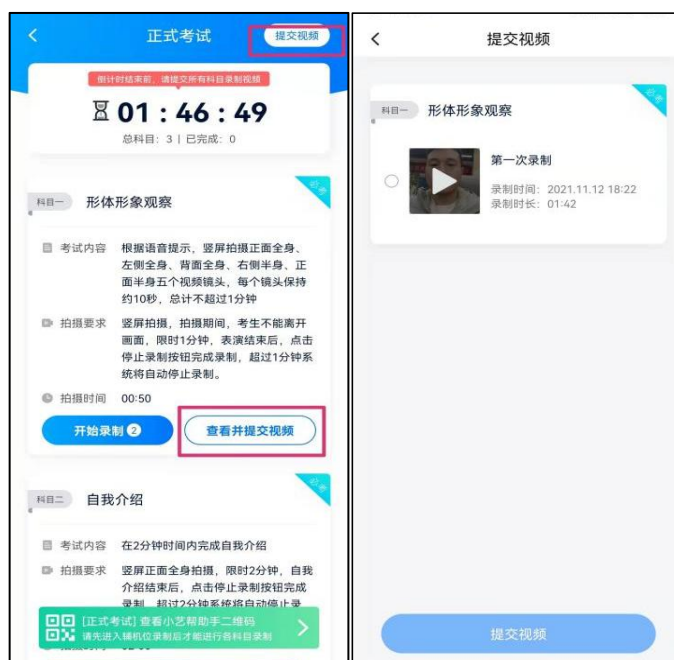 正式考试
提交视频
倒计时结束前，请提交所有科目录制视频
01：46：49
总科目：3 | 已完成：0
必考
科目一 形体形象观察
考试内容 根据语音提示，竖屏拍摄正面全身、
左侧全身、背面全身、右侧半身、正
面半身五个视频镜头，每个镜头保持
约10秒，总计不超过1分钟
拍摄要求 竖屏拍摄，拍摄期间，考生不能离开
画面，限时1分钟，表演结束后，点击
停止录制按钮完成录制，超过1分钟系
统将自动停止录制。
拍摄时间 00:50
开始录制 2
查看并提交视频
必考
科目二 自我介绍
考试内容 在2分钟时间内完成自我介绍
拍摄要求 竖屏正面全身拍摄，限时2分钟，自我
介绍结束后，点击停止录制按钮完成
录制，超过2分钟系统将自动停止录
[正式考试] 查看小艺帮助手二维码
请先进入辅机位录制后才能进行各科目录制
提交视频
必考
科目一 形体形象观察
第一次录制
录制时间：2021.11.12 18:22
录制时长：01:42
提交视频